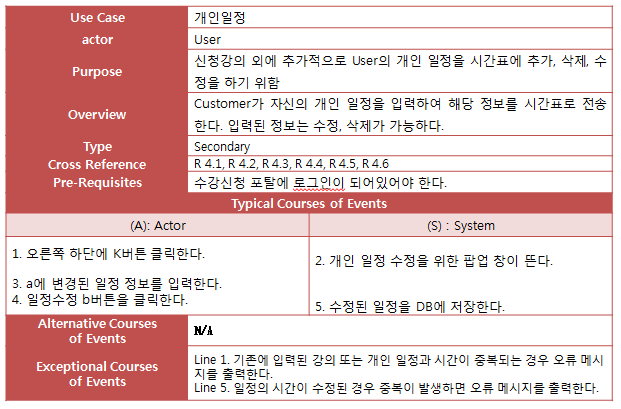 Use Case 개인일정
actor User
Purpose 신청강의 외에 추가적으로 User의 개인 일정을 시간표에 추가, 삭제, 수
정을 하기 위함
Overview Customer가 자신의 개인 일정을 입력하여 해당 정보를 시간표로 전송
한다. 입력된 정보는 수정, 삭제가 가능하다.
Type Secondary
Cross Reference R 4.1, R 4.2, R 4.3, R 4.4, R 4.5, R 4.6
Pre-Requisites 수강신청 포탈에 로그인이 되어있어야 한다.
Typical Courses of Events
(A): Actor (S) : System
1. 오른쪽 하단에 K버튼 클릭한다.
2. 개인 일정 수정을 위한 팝업 창이 뜬다.
3. a에 변경된 일정 정보를 입력한다.
4. 일정수정 b버튼을 클릭한다.
5. 수정된 일정을 DB에 저장한다.
Alternative Courses
of Events
N/A
Exceptional Courses
of Events
Line 1. 기존에 입력된 강의 또는 개인 일정과 시간이 중복되는 경우 오류 메시
지를 출력한다.
Line 5. 일정의 시간이 수정된 경우 중복이 발생하면 오류 메시지를 출력한다.